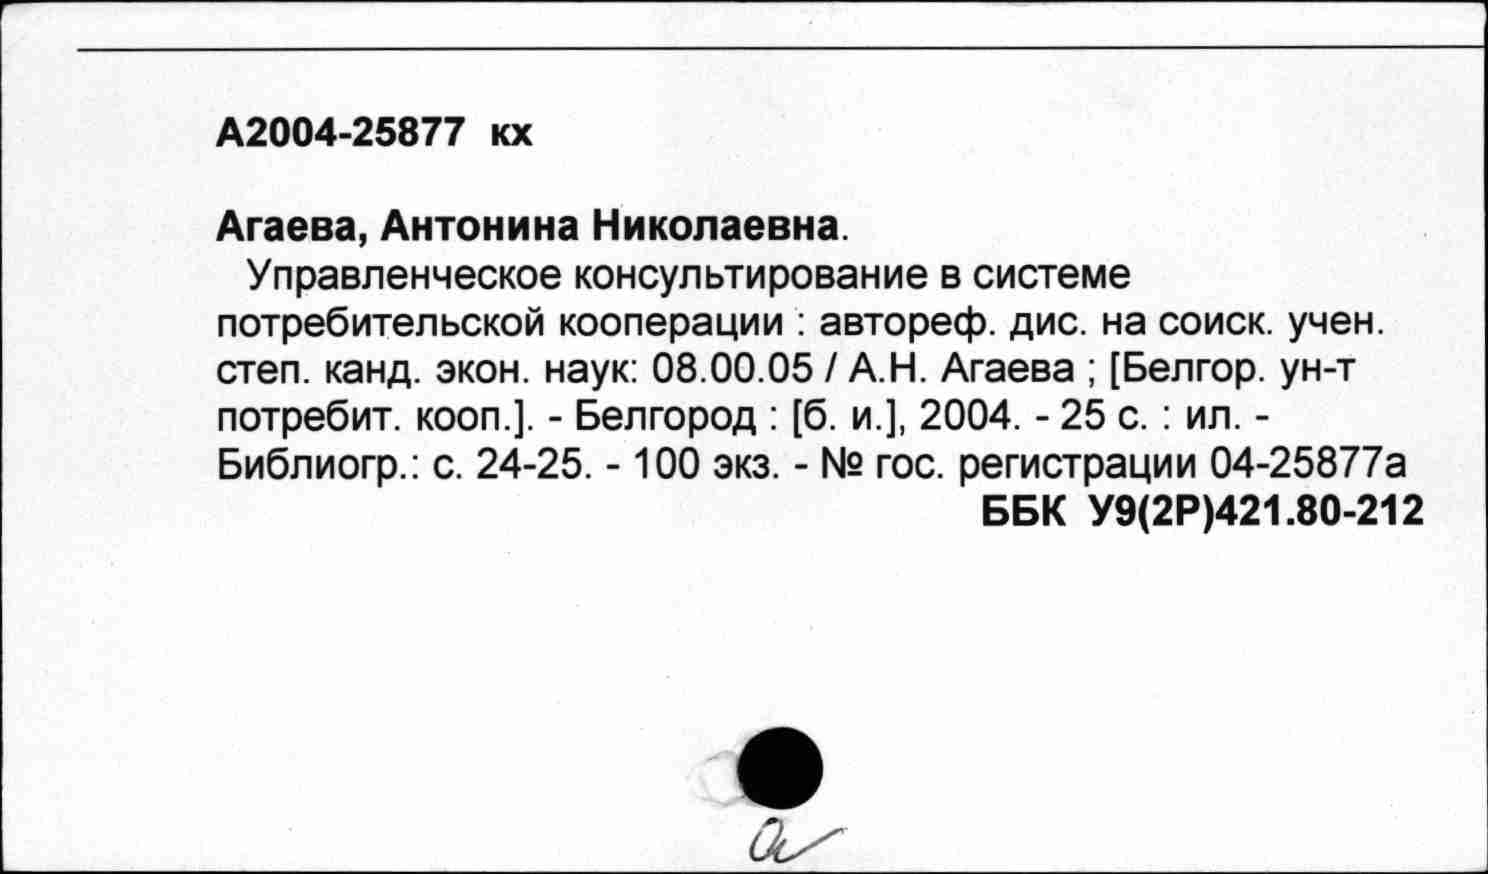 А2004-25877 кх
Агаева, Антонина Николаевна.
Управленческое консультирование в системе
потребительской кооперации : автореф. дис. на соиск. учен.
степ. канд. экон. наук: 08.00.05 / А.Н. Агаева ; [Белгор. ун-т
потребит. кооп.]. - Белгород : [б. и.], 2004. - 25 с. : ил. -
Библиогр.: с. 24-25. - 100 экз. - № гос. регистрации 04-25877а
ББК У9(2Р)421.80-212